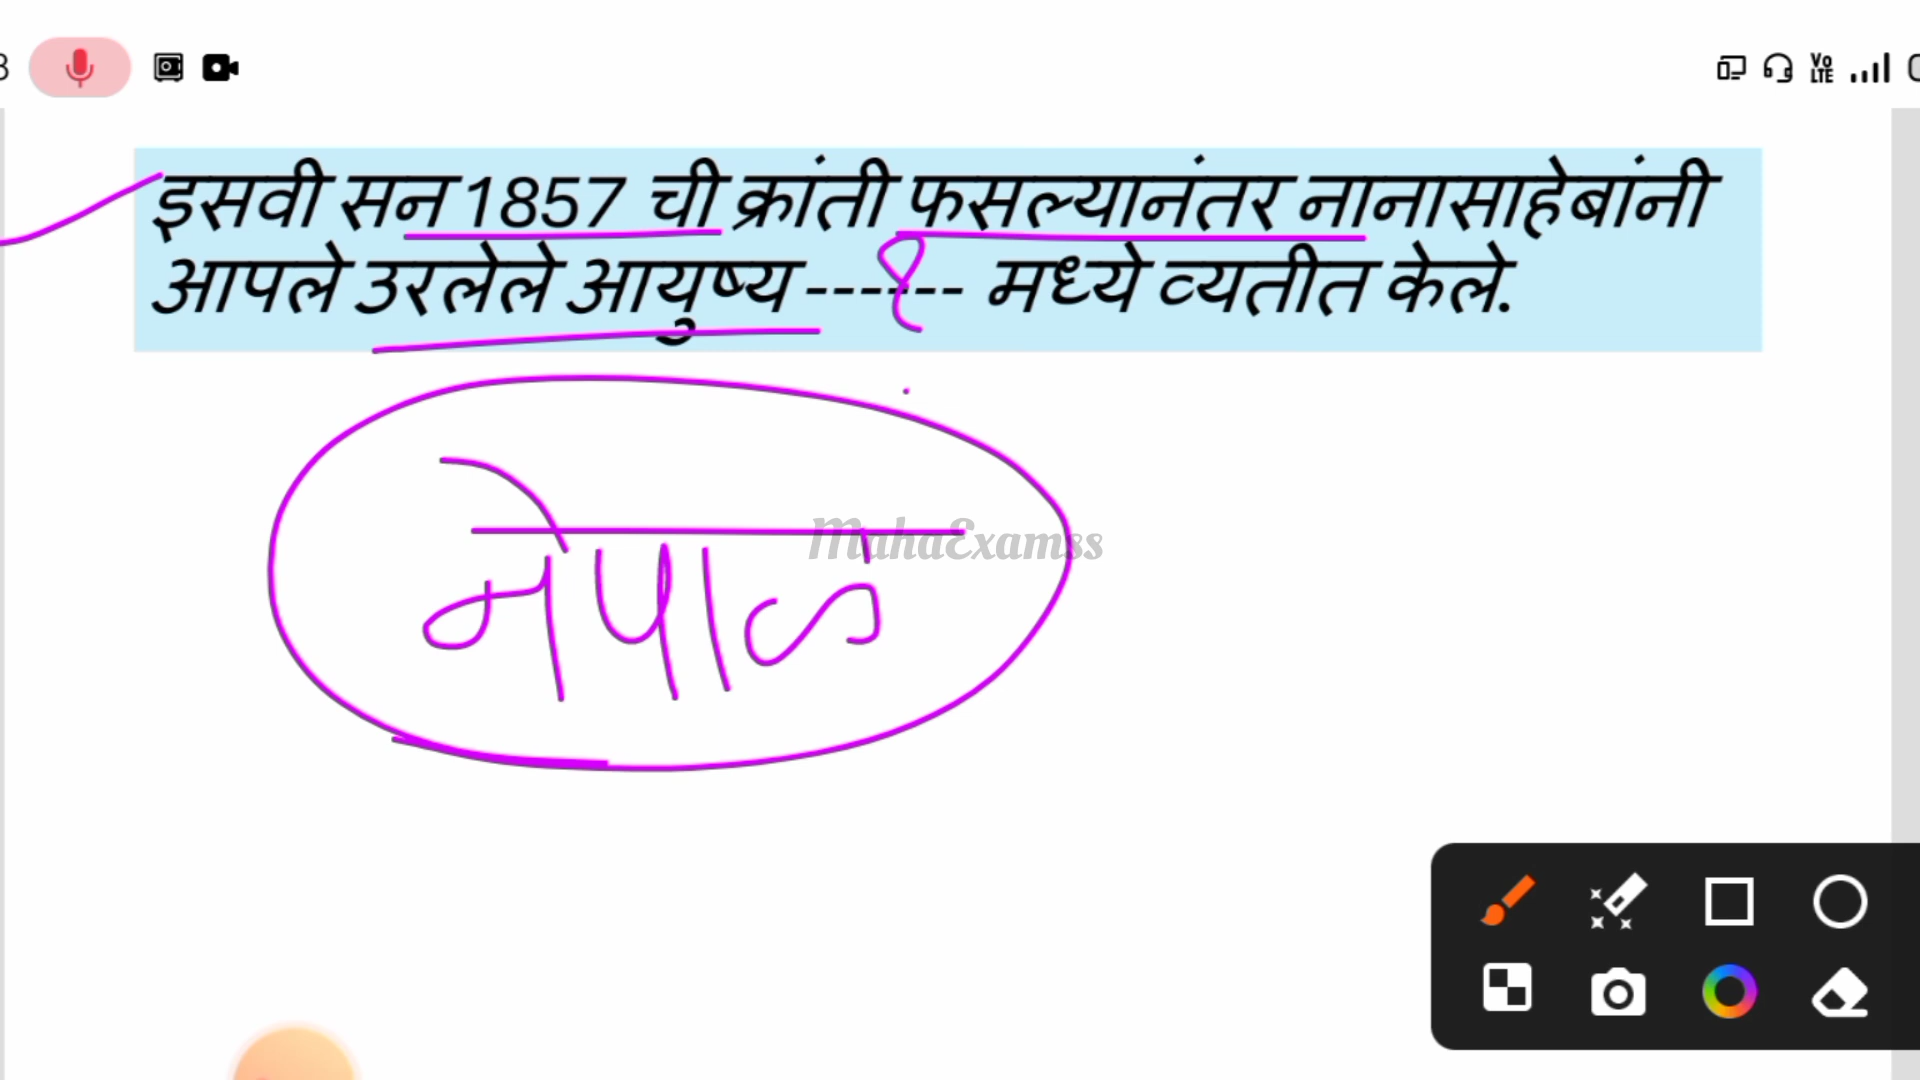 इसवी सन 1857 ची क्रांती फसल्यानंतर नानासाहेबांनी
आपले उरलेले आयुष्य ------ मध्ये व्यतीत केले.
नेपाळ
MahaExamss